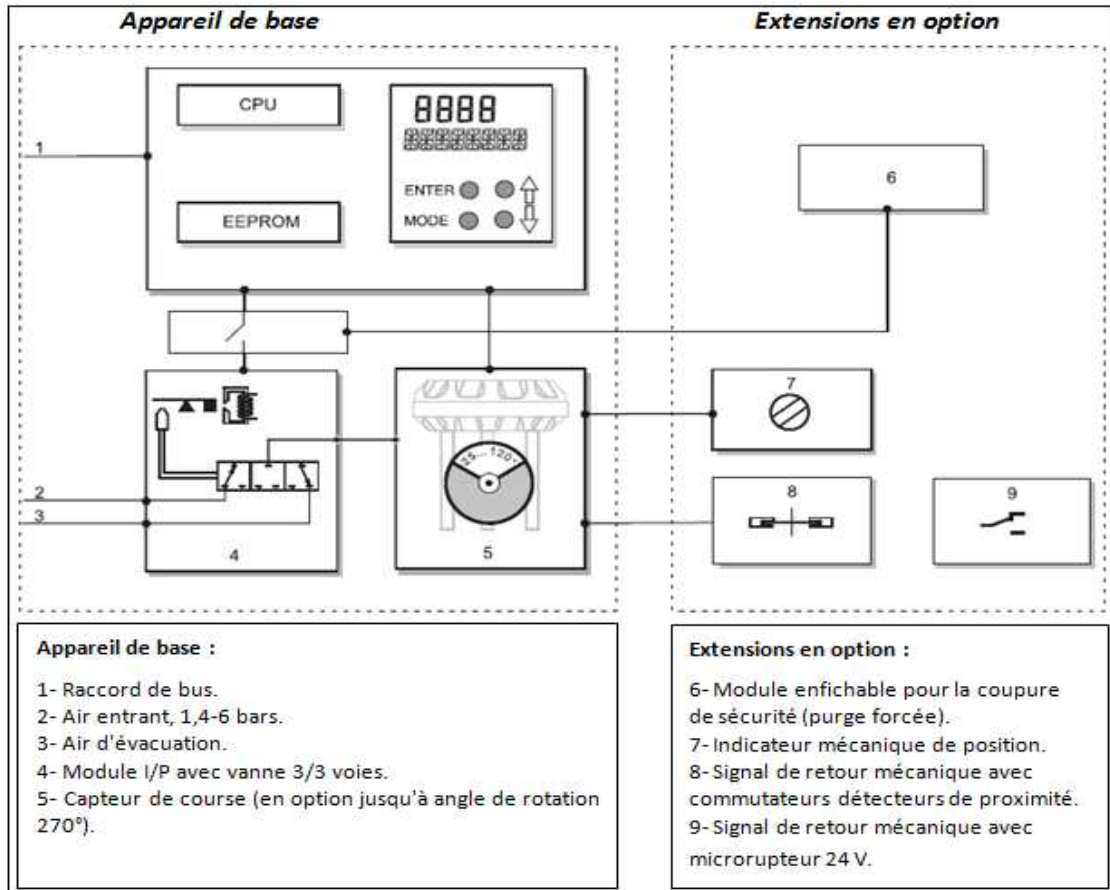 Appareil de base
Extensions en option
CPU
8888
ENTER
MODE
EEPROM
1
6
7
2
3
4
25... 120°
5
8
9
Appareil de base :
1- Raccord de bus.
2- Air entrant, 1,4-6 bars.
3- Air d'évacuation.
4- Module I/P avec vanne 3/3 voies.
5- Capteur de course (en option jusqu'à angle de rotation
270°).
Extensions en option :
6- Module enfichable pour la coupure
de sécurité (purge forcée).
7- Indicateur mécanique de position.
8- Signal de retour mécanique avec
commutateurs détecteurs de proximité.
9- Signal de retour mécanique avec
microrupteur 24 V.